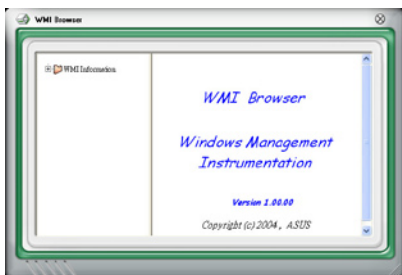 WMI Browser
WMI Information
WMI Browser
Windows Management
Instrumentation
Version 1.00.00
Copyright (c) 2004, ASUS